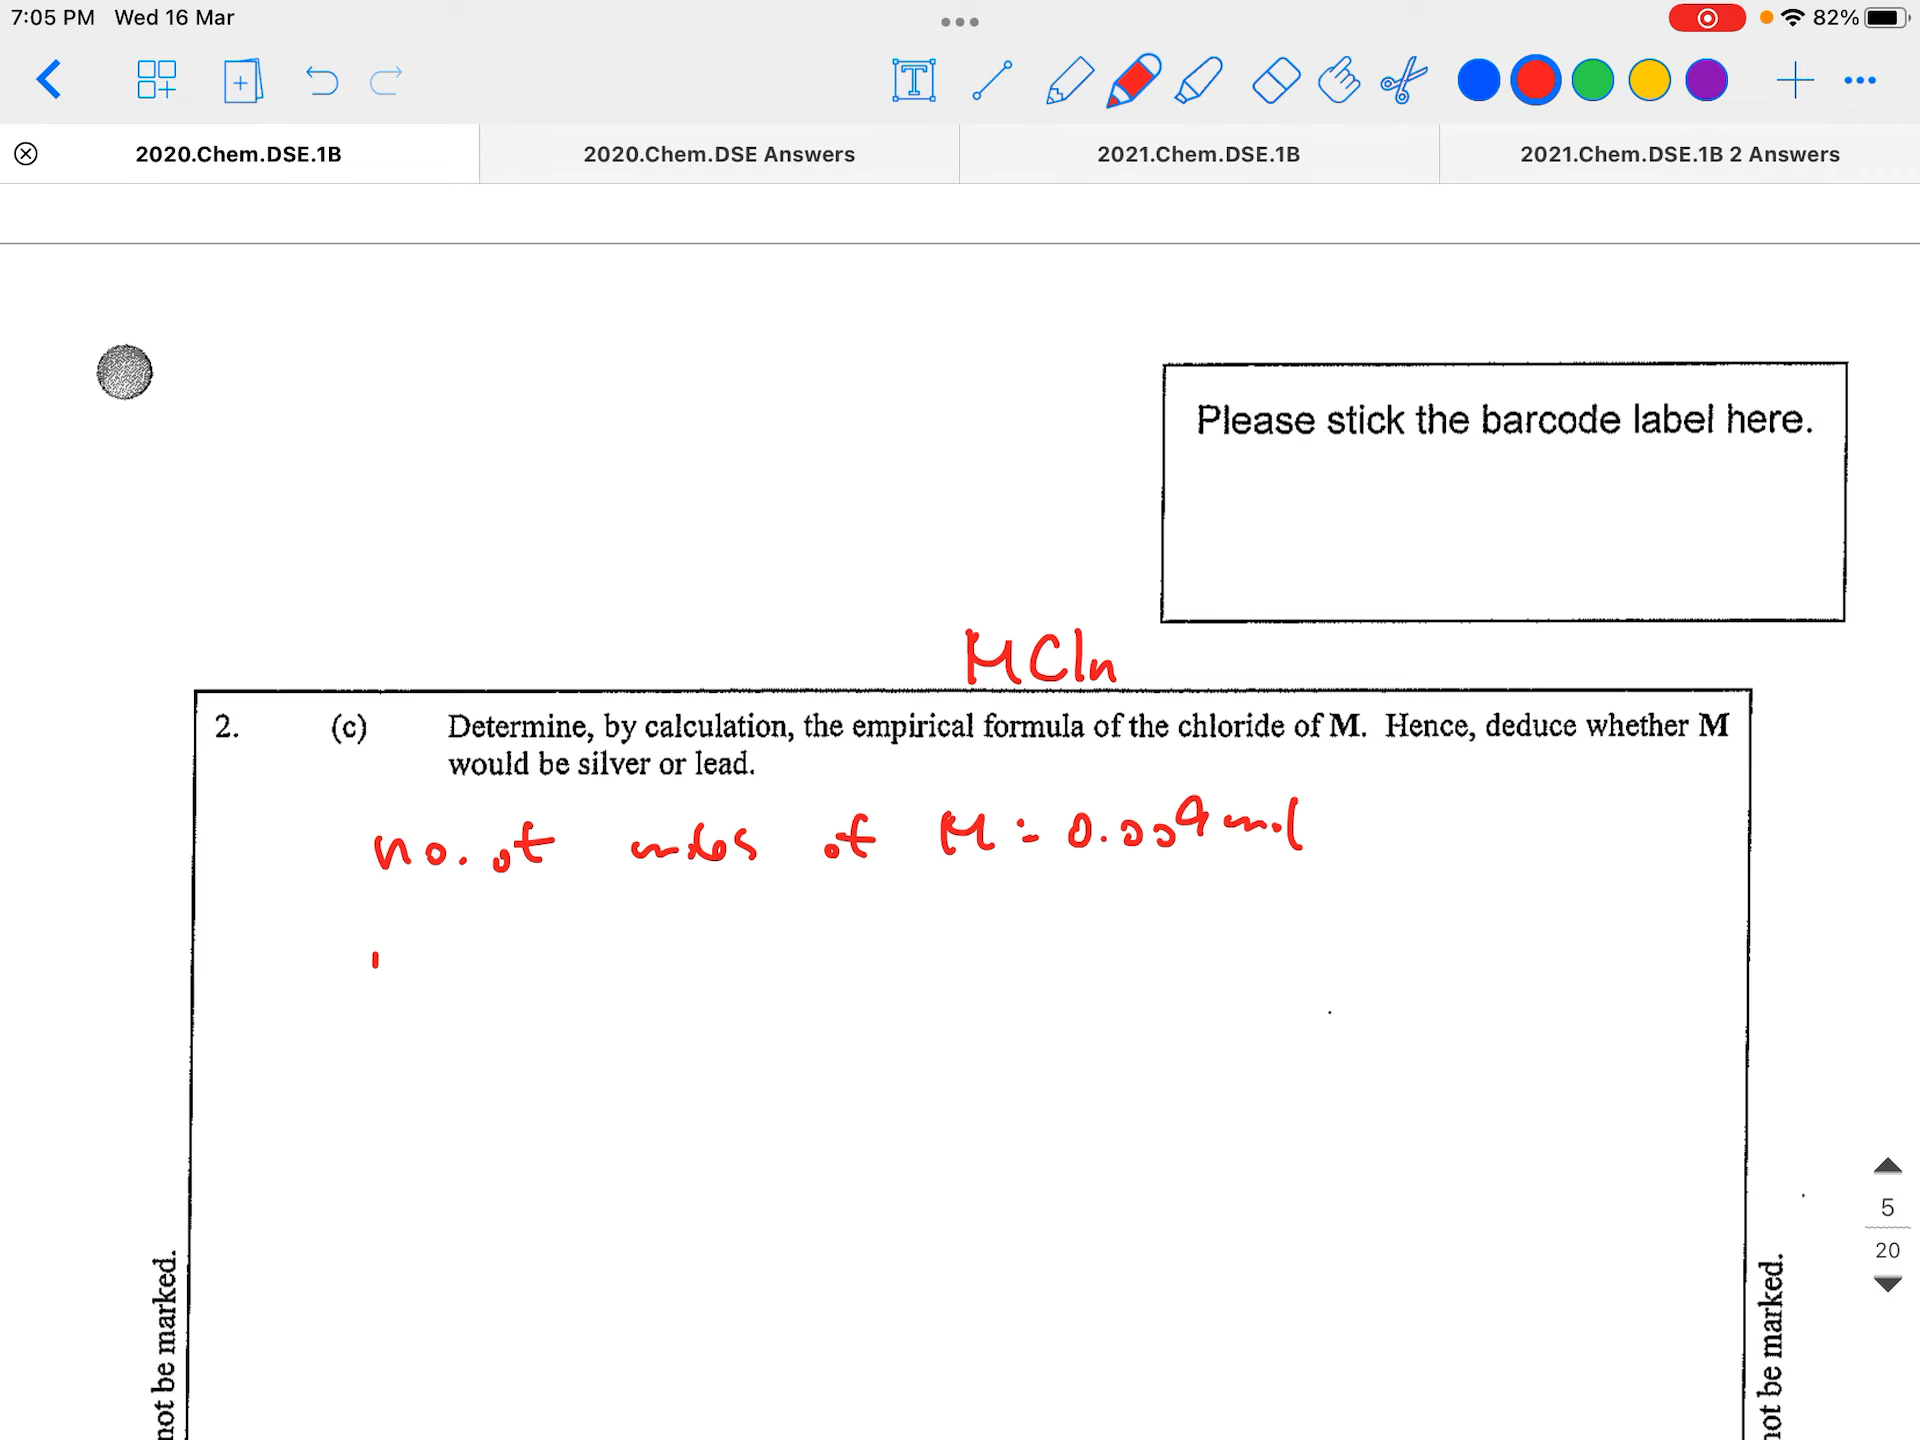 7:05 PM Wed 16 Mar
82%
T
2020.Chem.DSE.1B
2020.Chem.DSE Answers
2021.Chem.DSE.1B
2021.Chem.DSE.1B 2 Answers
Please stick the barcode label here.
MCln
2. (c) Determine, by calculation, the empirical formula of the chloride of M. Hence, deduce whether M
would be silver or lead.
no. of moles of M = 0.009 mol
5
20
not be marked.
not be marked.